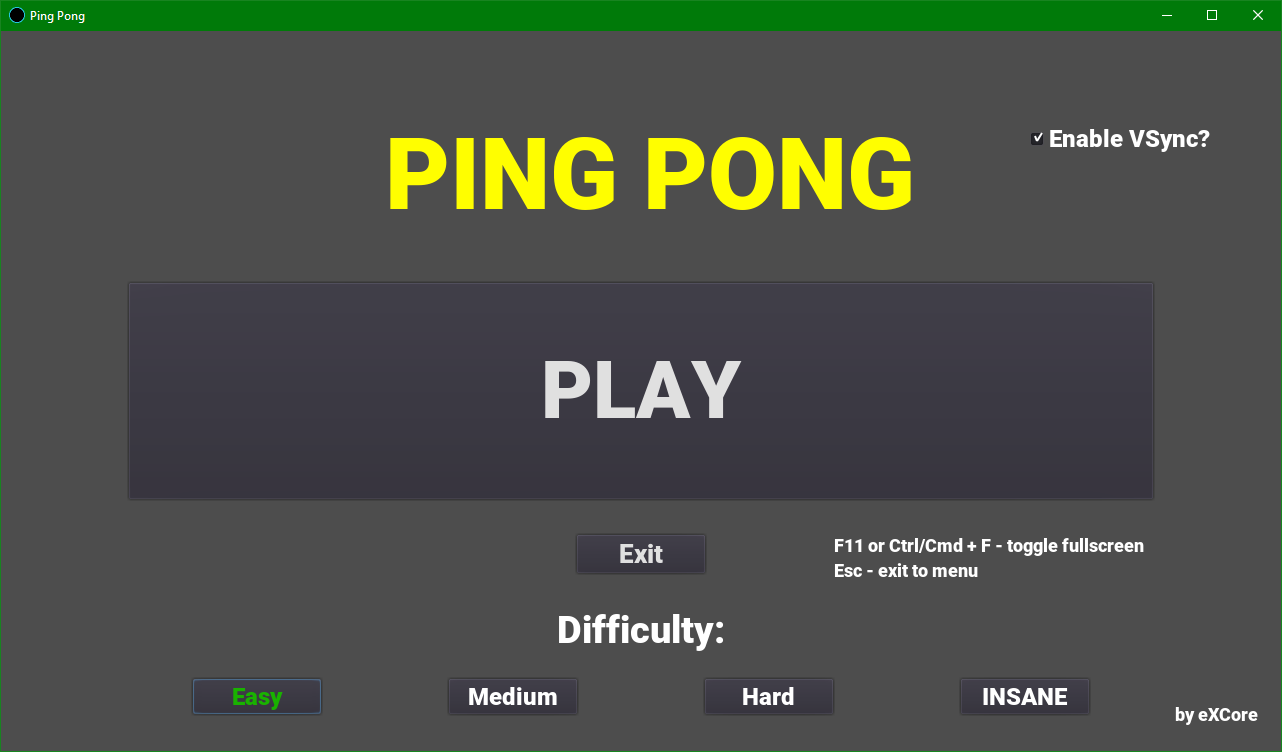 Ping Pong
PING PONG
Enable VSync?
PLAY
Exit
F11 or Ctrl/Cmd + F - toggle fullscreen
Esc - exit to menu
Difficulty:
Easy
Medium
Hard
INSANE
by eXCore